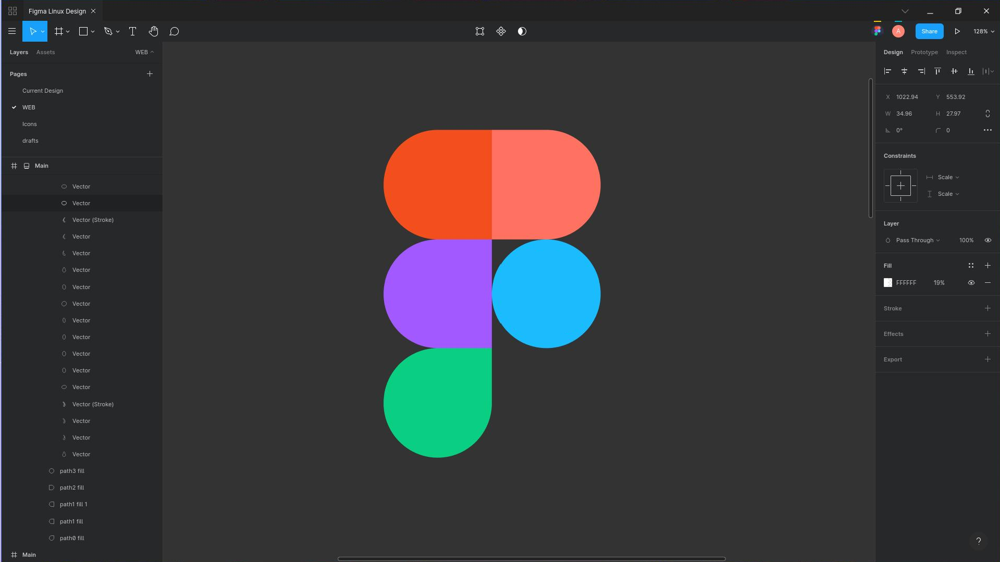 Figma Linux Design
A
Share
128%
Layers
Assets
WEB
Pages
Current Design
WEB
Icons
drafts
Main
Vector
Vector
Vector (Stroke)
Vector
Vector
Vector
Vector
Vector
Vector
Vector
Vector
Vector
Vector
Vector (Stroke)
Vector
Vector
Vector
path3 fill
path2 fill
path1 fill 1
path1 fill
path0 fill
Main
Design
Prototype
Inspect
X 1022.94 Y 553.92
W 34.96 H 27.97
0° 0
Constraints
Scale
Scale
Layer
Pass Through 100%
Fill
FFFFFF 19%
Stroke
Effects
Export
?